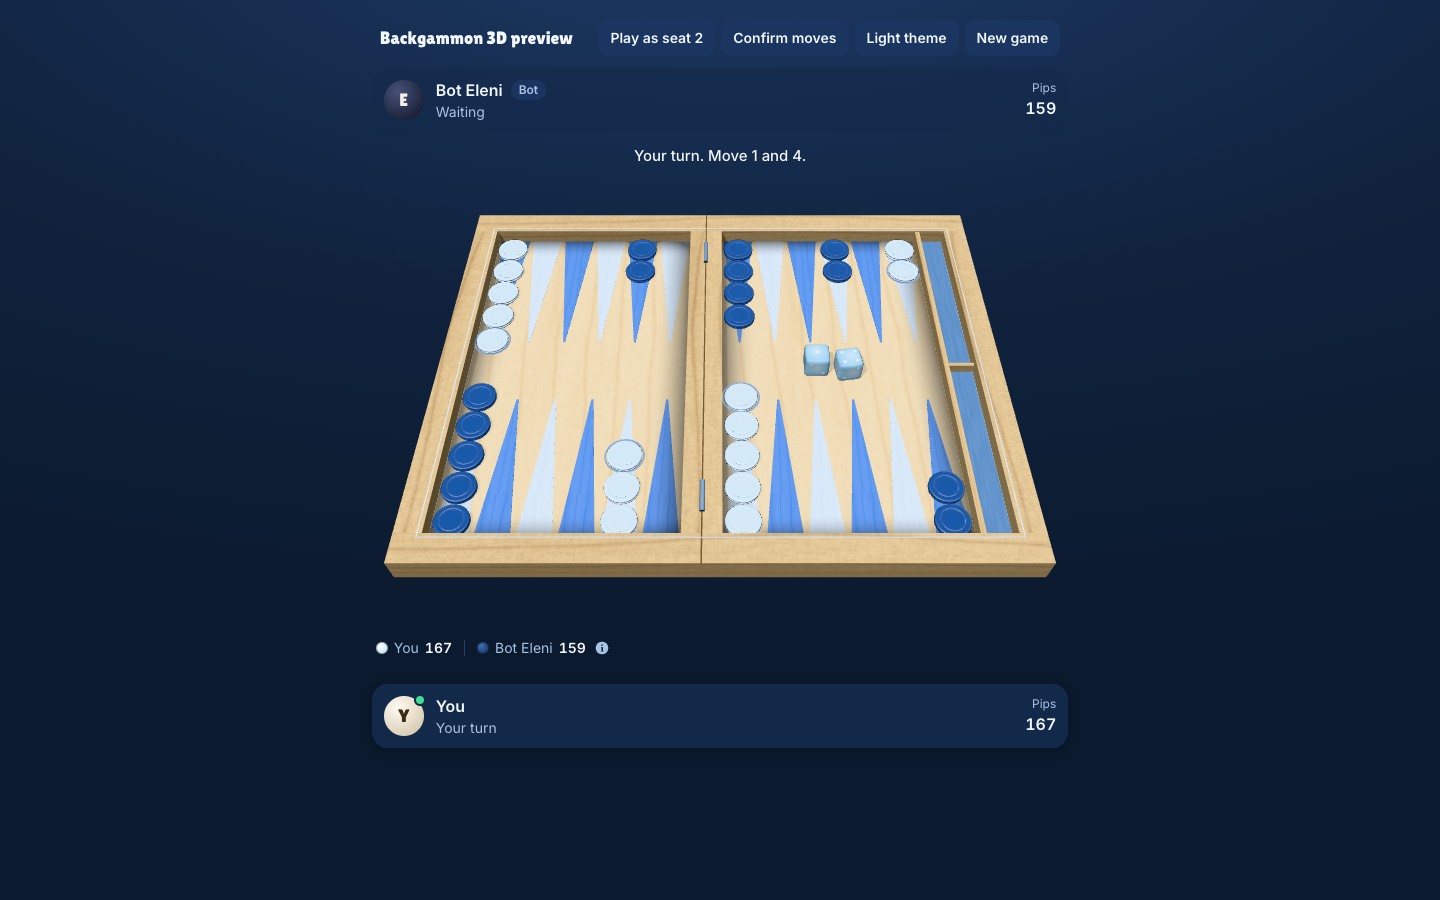 Backgammon 3D preview
Play as seat 2
Confirm moves
Light theme
New game
E
Bot Eleni
Bot
Waiting
Pips
159
Your turn. Move 1 and 4.
You 167
Bot Eleni 159
i
Y
You
Your turn
Pips
167